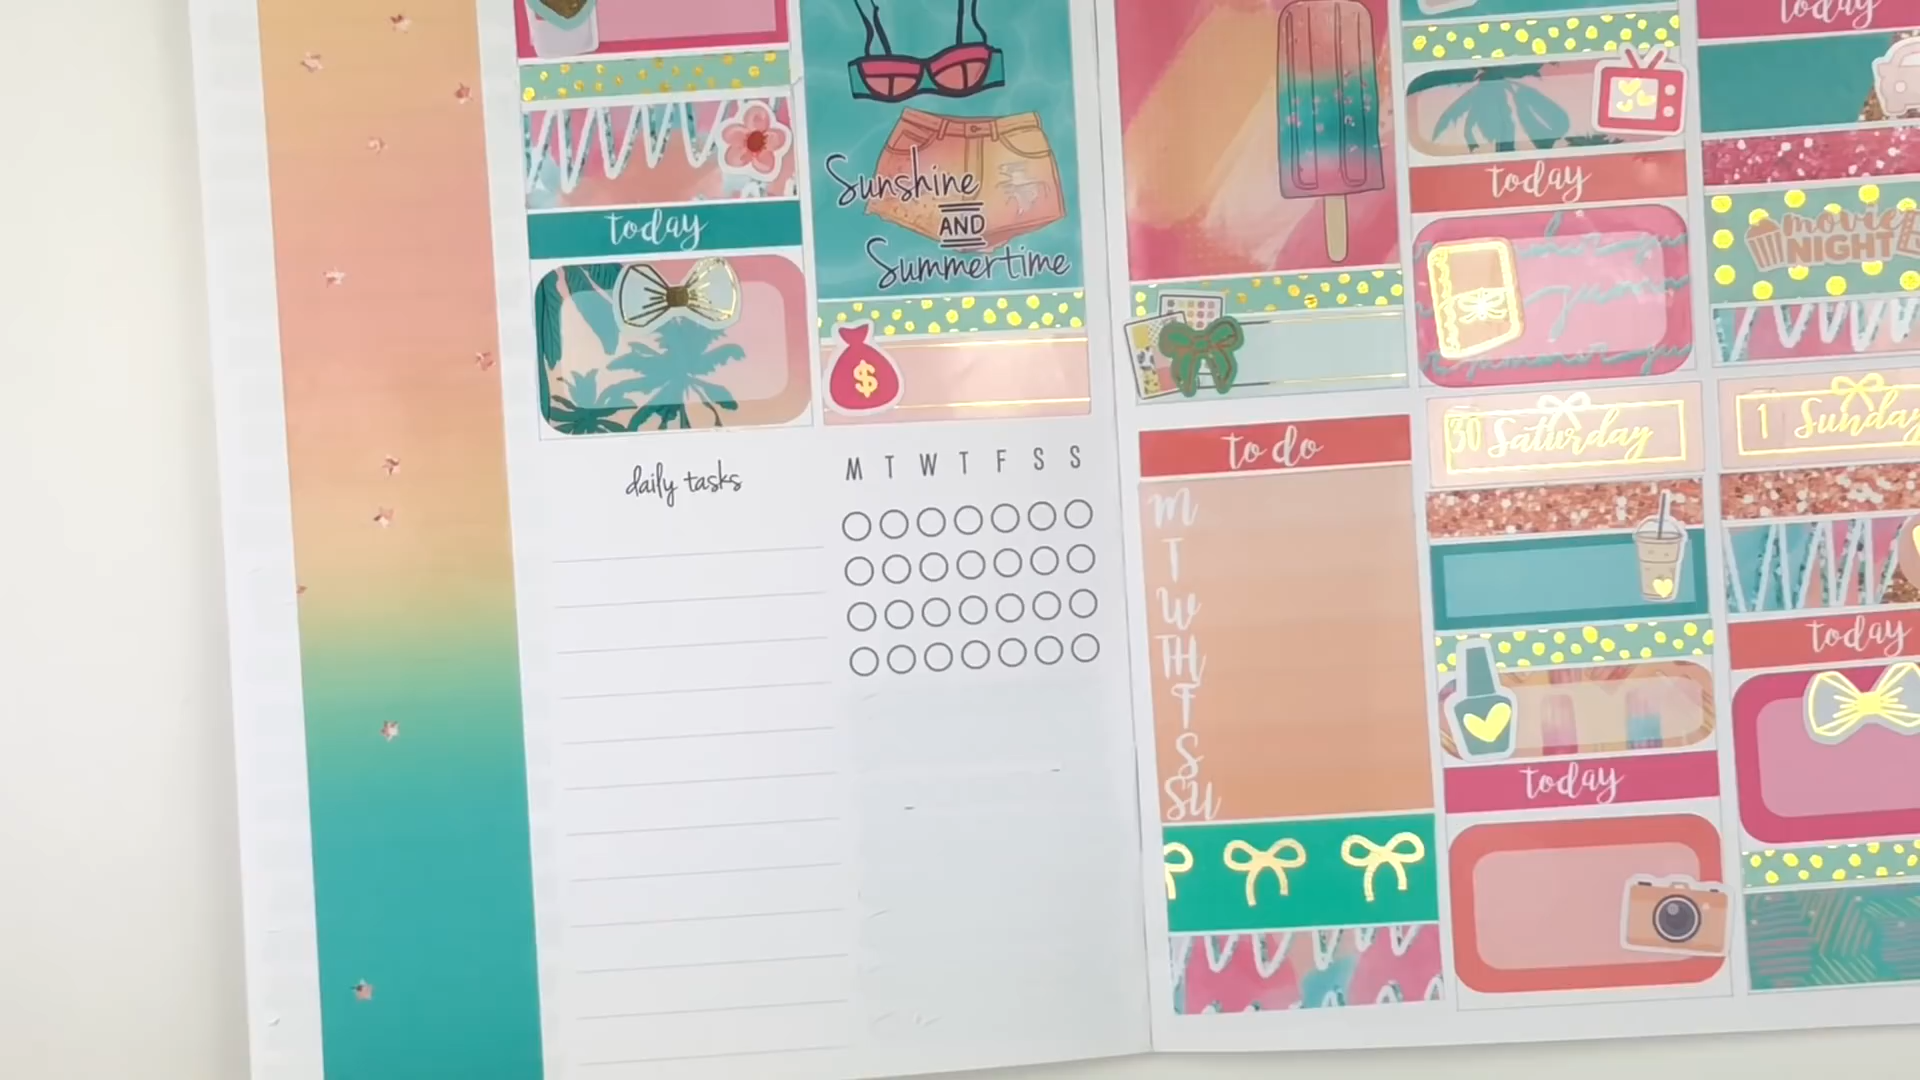 today
Sunshine
AND
Summertime
$
daily tasks
M T W T F S S
to do
M
T
W
TH
F
S
SU
today
today
30 Saturday
today
today
movie
NIGHT
1 Sunday
today